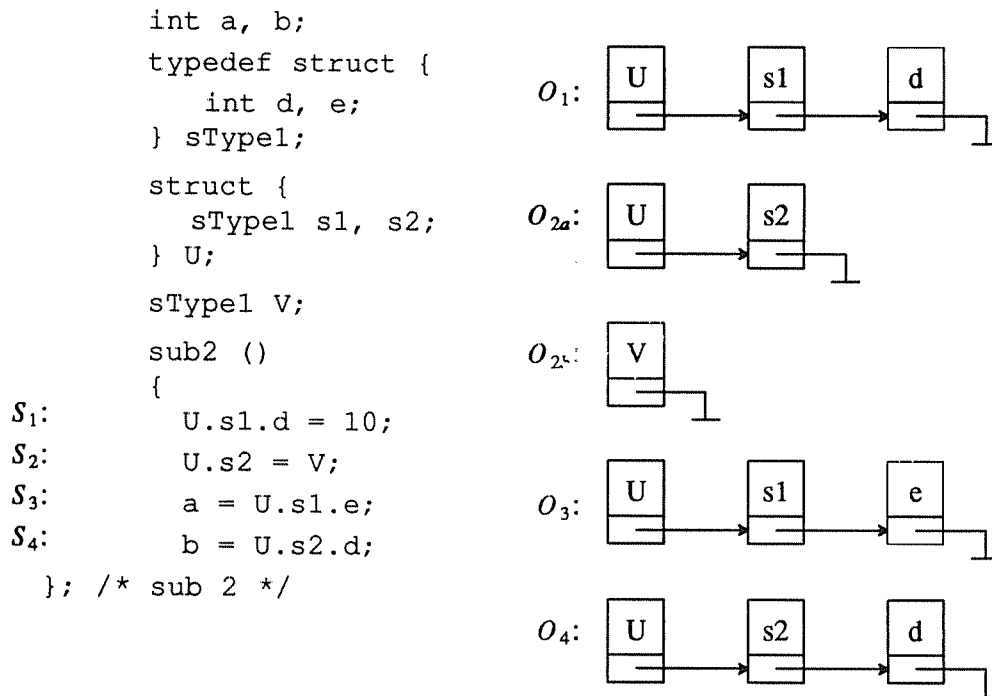 int a, b;
typedef struct {
int d, e;
} sType1;
struct {
sType1 s1, s2;
} U;
sType1 V;
sub2 ()
{
S1: U.s1.d = 10;
S2: U.s2 = V;
S3: a = U.s1.e;
S4: b = U.s2.d;
}; /* sub 2 */
O1: U s1 d
O2a: U s2
O2b: V
O3: U s1 e
O4: U s2 d